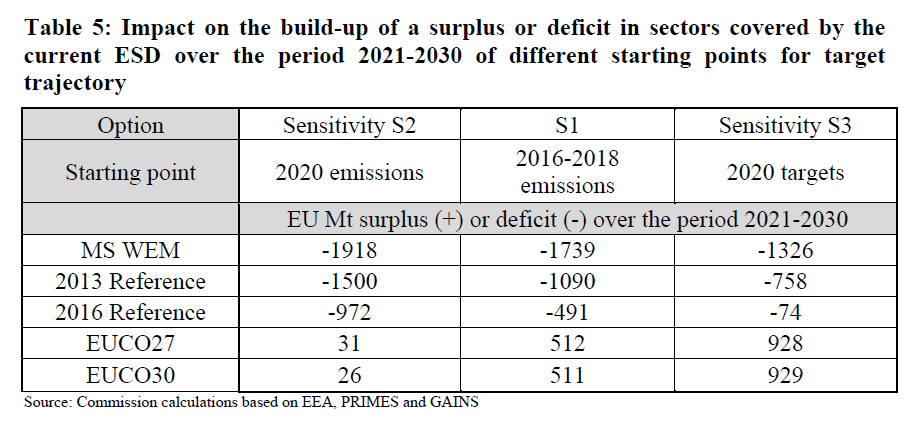 Table 5: Impact on the build-up of a surplus or deficit in sectors covered by the
current ESD over the period 2021-2030 of different starting points for target
trajectory
Option Sensitivity S2 S1 Sensitivity S3
Starting point 2020 emissions 2016-2018 emissions 2020 targets
EU Mt surplus (+) or deficit (-) over the period 2021-2030
MS WEM -1918 -1739 -1326
2013 Reference -1500 -1090 -758
2016 Reference -972 -491 -74
EUCO27 31 512 928
EUCO30 26 511 929
Source: Commission calculations based on EEA, PRIMES and GAINS